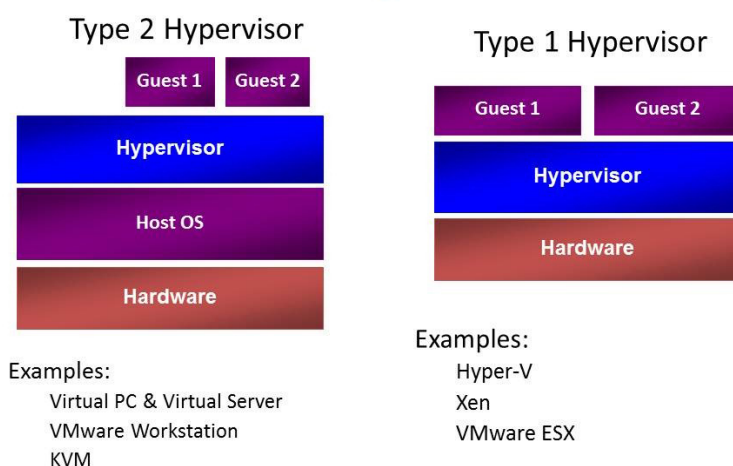 Type 2 Hypervisor
Guest 1
Guest 2
Hypervisor
Host OS
Hardware
Examples:
Virtual PC & Virtual Server
VMware Workstation
KVM
Type 1 Hypervisor
Guest 1
Guest 2
Hypervisor
Hardware
Examples:
Hyper-V
Xen
VMware ESX